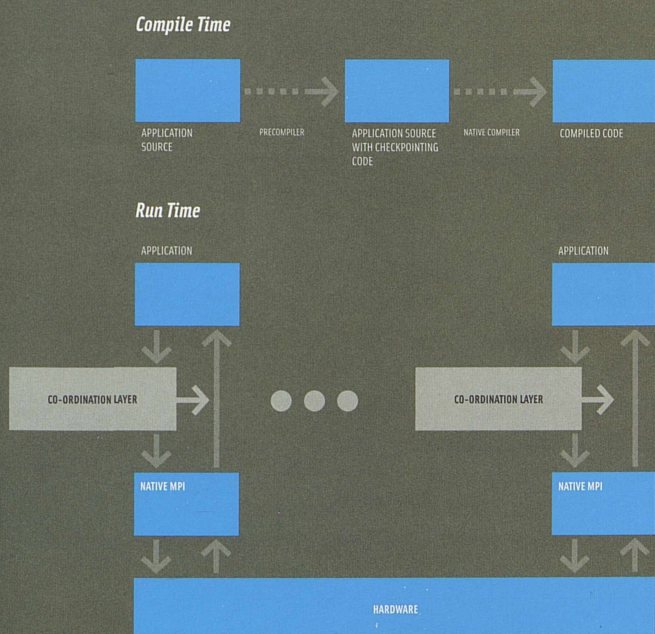 Compile Time
APPLICATION
SOURCE
PRECOMPILER
APPLICATION SOURCE
WITH CHECKPOINTING
CODE
NATIVE COMPILER
COMPILED CODE
Run Time
APPLICATION
APPLICATION
CO-ORDINATION LAYER
CO-ORDINATION LAYER
NATIVE MPI
NATIVE MPI
HARDWARE